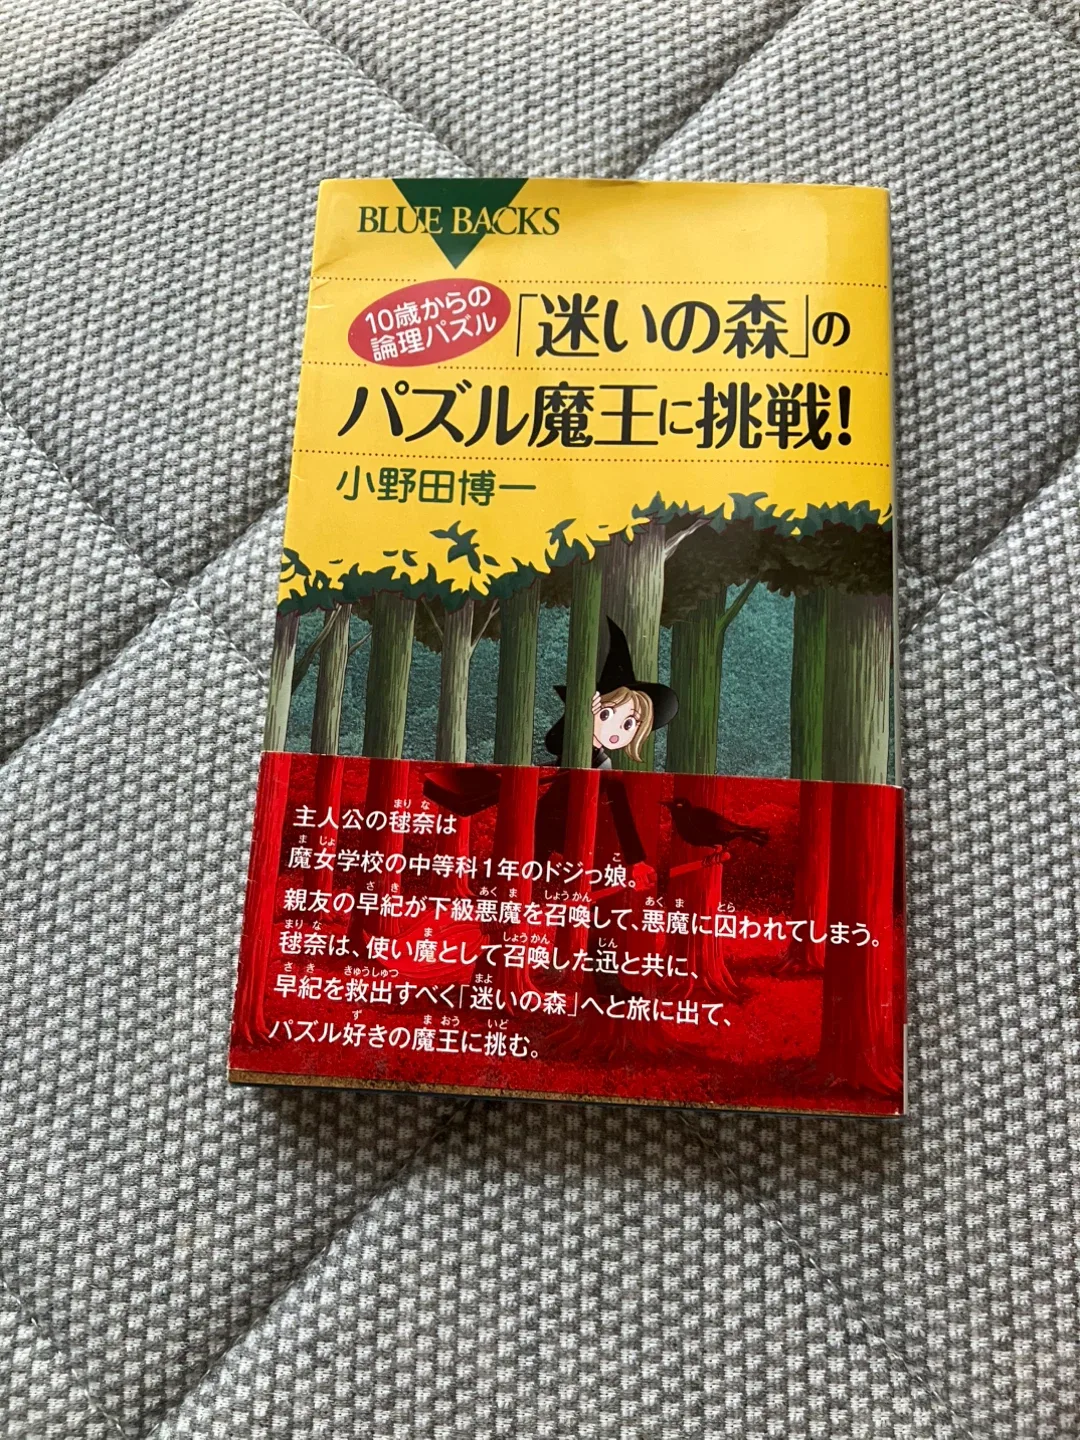 BLUE BACKS
10歳からの
論理パズル
「迷いの森」の
パズル魔王に挑戦!
小野田博一
主人公の毬奈は
魔女学校の中等科1年のドジっ娘。
親友の早紀が下級悪魔を召喚して、悪魔に囚われてしまう。
毬奈は、使い魔として召喚した迅と共に、
早紀を救出すべく「迷いの森」へと旅に出て、
パズル好きの魔王に挑む。